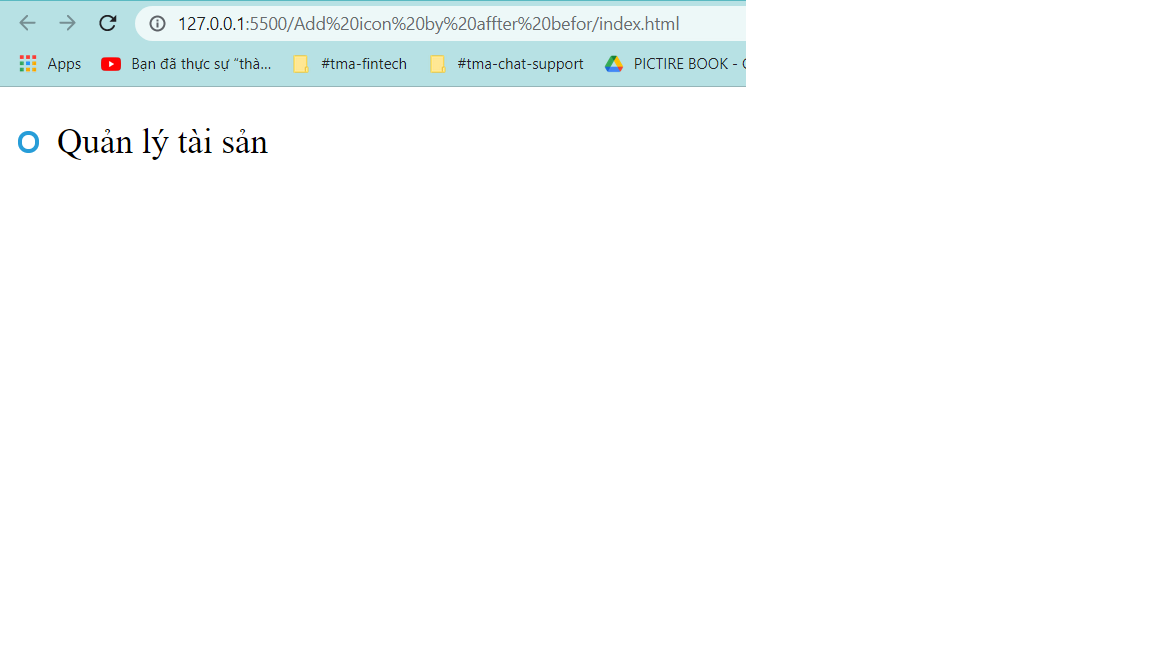 127.0.0.1:5500/Add%20icon%20by%20affter%20befor/index.html
Apps Bạn đã thực sự “thà... #tma-fintech #tma-chat-support PICTIRE BOOK -
Quản lý tài sản